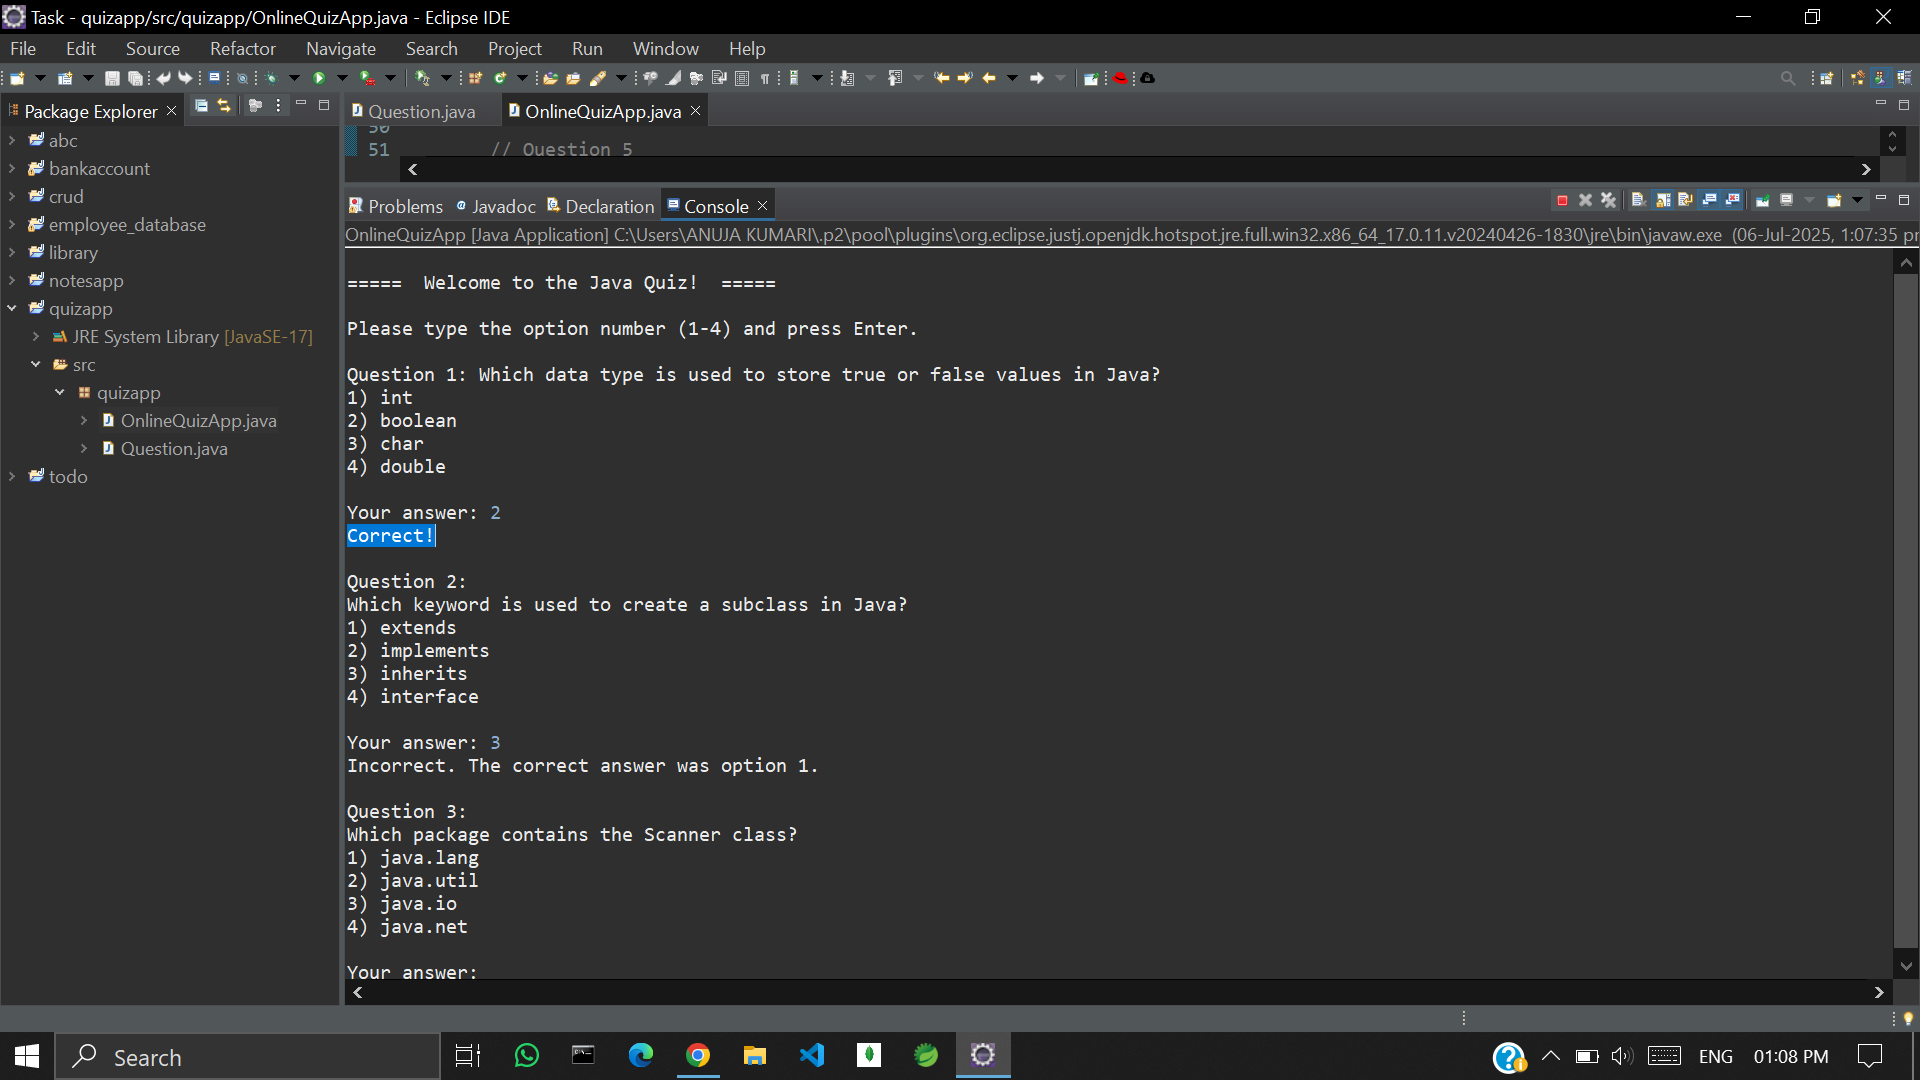 Task - quizapp/src/quizapp/OnlineQuizApp.java - Eclipse IDE
File Edit Source Refactor Navigate Search Project Run Window Help
Package Explorer
abc
bankaccount
crud
employee_database
library
notesapp
quizapp
JRE System Library [JavaSE-17]
src
quizapp
OnlineQuizApp.java
Question.java
todo
Question.java OnlineQuizApp.java
50
51 // Question 5
Problems Javadoc Declaration Console
OnlineQuizApp [Java Application] C:\Users\ANUJA KUMARI\.p2\pool\plugins\org.eclipse.justj.openjdk.hotspot.jre.full.win32.x86_64_17.0.11.v20240426-1830\jre\bin\javaw.exe (06-Jul-2025, 1:07:35 pr
===== Welcome to the Java Quiz! =====
Please type the option number (1-4) and press Enter.
Question 1: Which data type is used to store true or false values in Java?
1) int
2) boolean
3) char
4) double
Your answer: 2
Correct!
Question 2:
Which keyword is used to create a subclass in Java?
1) extends
2) implements
3) inherits
4) interface
Your answer: 3
Incorrect. The correct answer was option 1.
Question 3:
Which package contains the Scanner class?
1) java.lang
2) java.util
3) java.io
4) java.net
Your answer:
Search
ENG 01:08 PM